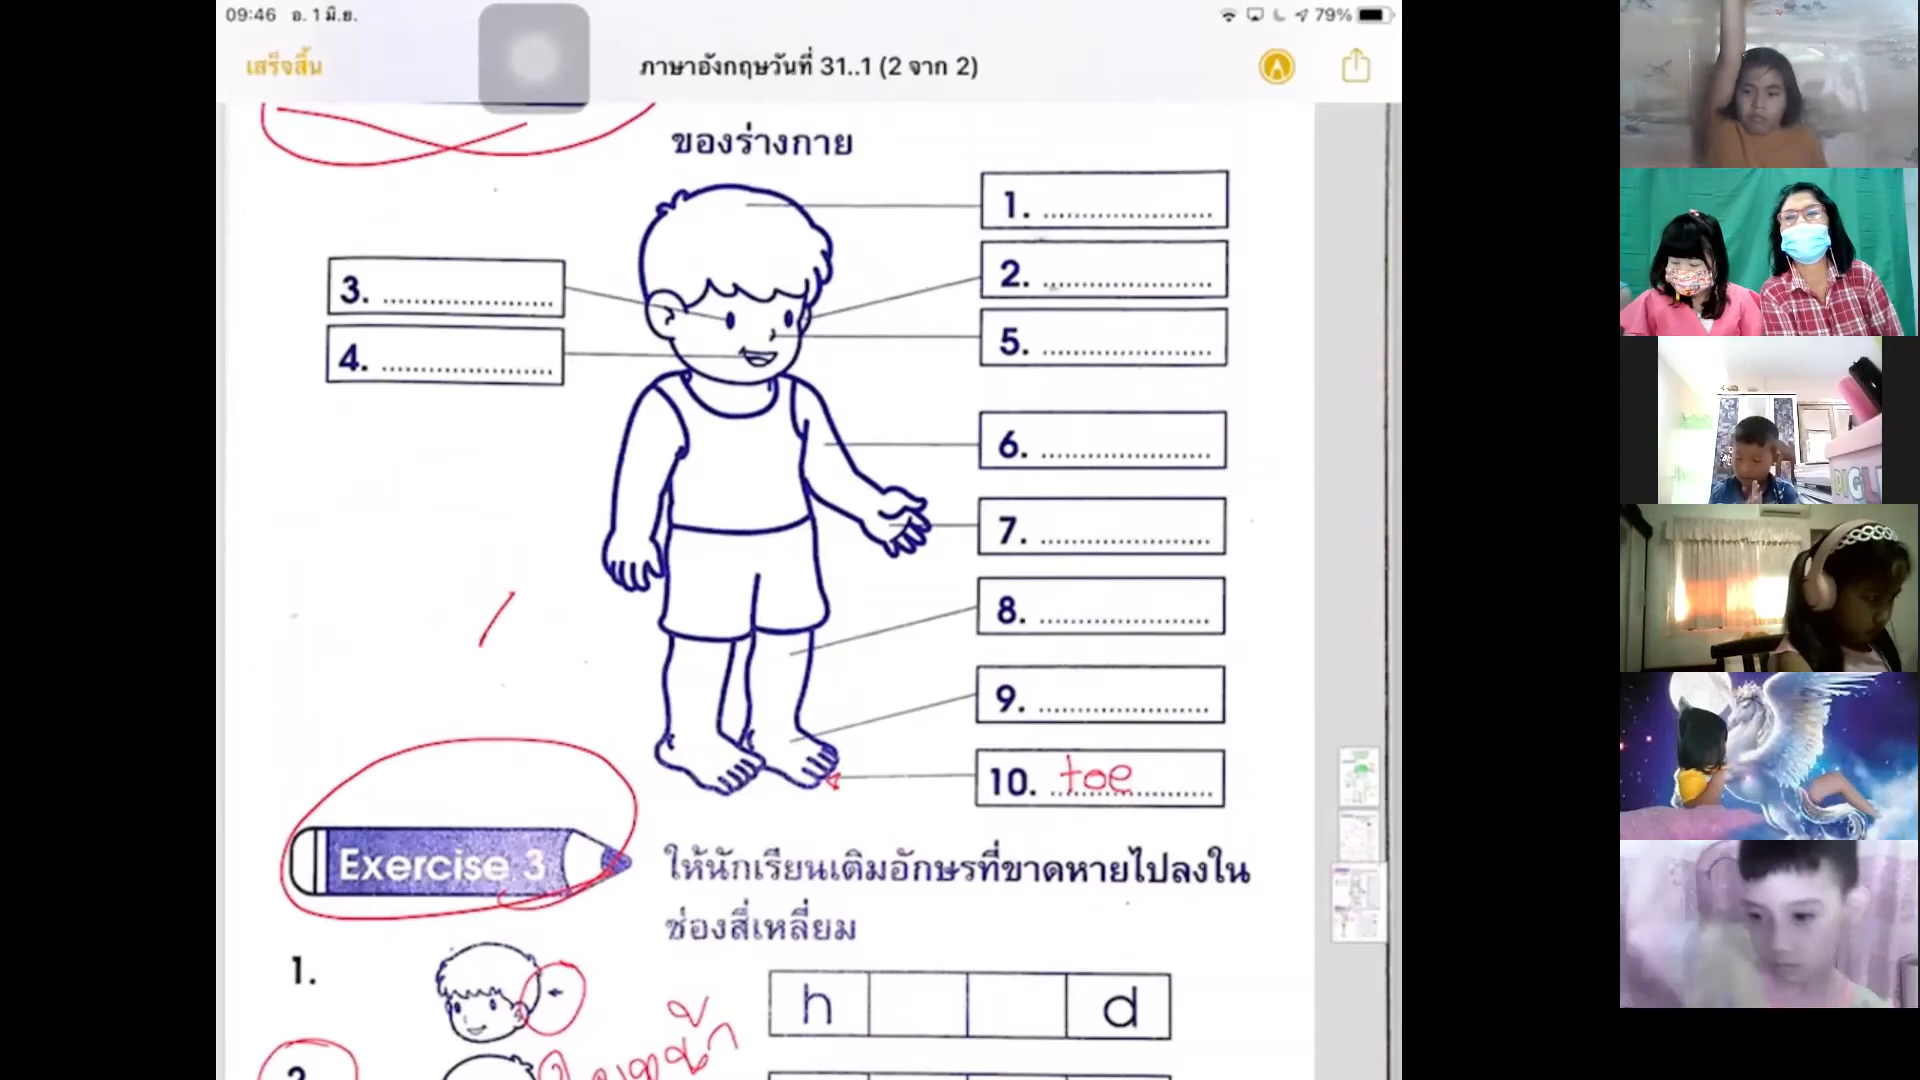 09:46 อ. 1 มิ.ย.
79%
เสร็จสิ้น
ภาษาอังกฤษวันที่ 31..1 (2 จาก 2)
ของร่างกาย
1. ........................
2. ........................
3. ........................
4. ........................
5. ........................
6. ........................
7. ........................
8. ........................
9. ........................
10. toe
Exercise 3
ให้นักเรียนเติมอักษรที่ขาดหายไปลงใน
ช่องสี่เหลี่ยม
1.
h d
2